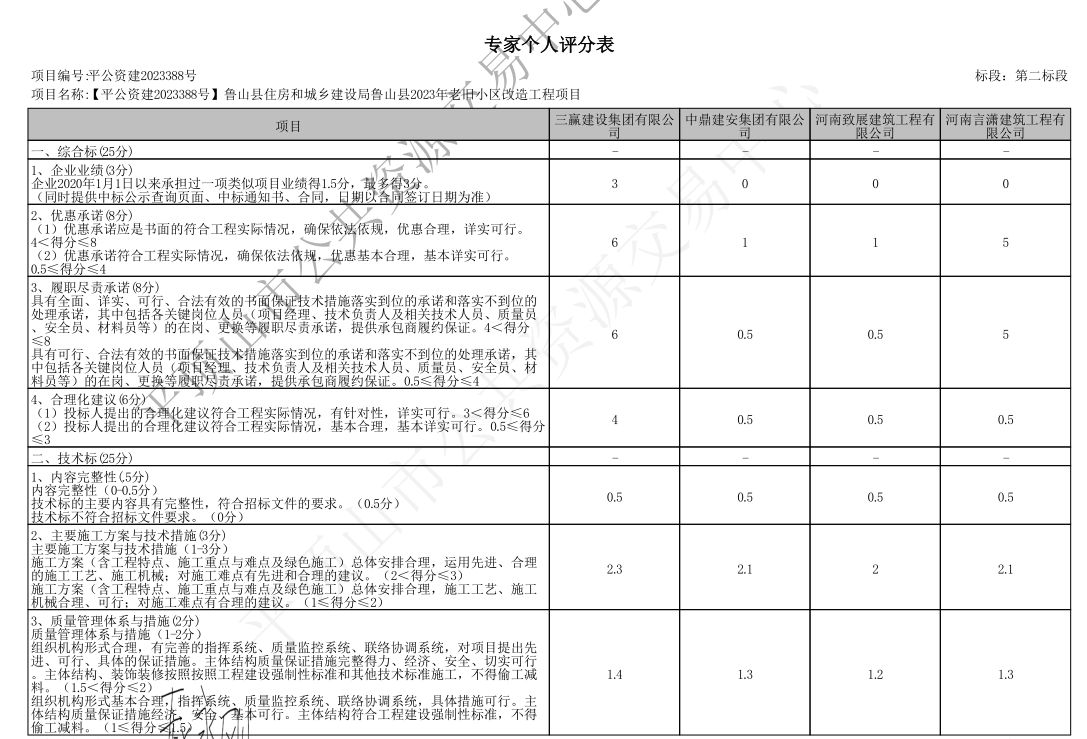 专家个人评分表
项目编号:平公资建2023388号
标段：第二标段
项目名称:【平公资建2023388号】鲁山县住房和城乡建设局鲁山县2023年老旧小区改造工程项目
项目
三赢建设集团有限公
司
中鼎建安集团有限公
司
河南致展建筑工程有
限公司
河南言潇建筑工程有
限公司
一、综合标(25分)
–
–
–
–
1、企业业绩(3分)
企业2020年1月1日以来承担过一项类似项目业绩得1.5分，最多得3分。
（同时提供中标公示查询页面、中标通知书、合同，日期以合同签订日期为准）
3
0
0
0
2、优惠承诺(8分)
（1）优惠承诺应是书面的符合工程实际情况，确保依法依规，优惠合理，详实可行。
4＜得分≤8
（2）优惠承诺符合工程实际情况，确保依法依规，优惠基本合理，基本详实可行。
0.5≤得分≤4
6
1
1
5
3、履职尽责承诺(8分)
具有全面、详实、可行、合法有效的书面保证技术措施落实到位的承诺和落实不到位的
处理承诺，其中包括各关键岗位人员（项目经理、技术负责人及相关技术人员、质量员
、安全员、材料员等）的在岗、更换等履职尽责承诺，提供承包商履约保证。4＜得分
≤8
具有可行、合法有效的书面保证技术措施落实到位的承诺和落实不到位的处理承诺，其
中包括各关键岗位人员（项目经理、技术负责人及相关技术人员、质量员、安全员、材
料员等）的在岗、更换等履职尽责承诺，提供承包商履约保证。0.5≤得分≤4
6
0.5
0.5
5
4、合理化建议(6分)
（1）投标人提出的合理化建议符合工程实际情况，有针对性，详实可行。3＜得分≤6
（2）投标人提出的合理化建议符合工程实际情况，基本合理，基本详实可行。0.5≤得分
≤3
4
0.5
0.5
0.5
二、技术标(25分)
–
–
–
–
1、内容完整性(.5分)
内容完整性（0-0.5分）
技术标的主要内容具有完整性，符合招标文件的要求。（0.5分）
技术标不符合招标文件要求。（0分）
0.5
0.5
0.5
0.5
2、主要施工方案与技术措施(3分)
主要施工方案与技术措施（1-3分）
施工方案（含工程特点、施工重点与难点及绿色施工）总体安排合理，运用先进、合理
的施工工艺、施工机械；对施工难点有先进和合理的建议。（2＜得分≤3）
施工方案（含工程特点、施工重点与难点及绿色施工）总体安排合理，施工工艺、施工
机械合理、可行；对施工难点有合理的建议。（1≤得分≤2）
2.3
2.1
2
2.1
3、质量管理体系与措施(2分)
质量管理体系与措施（1-2分）
组织机构形式合理，有完善的指挥系统、质量监控系统、联络协调系统，对项目提出先
进、可行、具体的保证措施。主体结构质量保证措施完整得力、经济、安全、切实可行
。主体结构、装饰装修按照按照工程建设强制性标准和其他技术标准施工，不得偷工减
料。（1.5＜得分≤2）
组织机构形式基本合理，指挥系统、质量监控系统、联络协调系统，具体措施可行。主
体结构质量保证措施经济、安全、基本可行。主体结构符合工程建设强制性标准，不得
偷工减料。（1≤得分≤1.5）
1.4
1.3
1.2
1.3
平顶山市公共资源交易中心
平顶山市公共资源交易中心